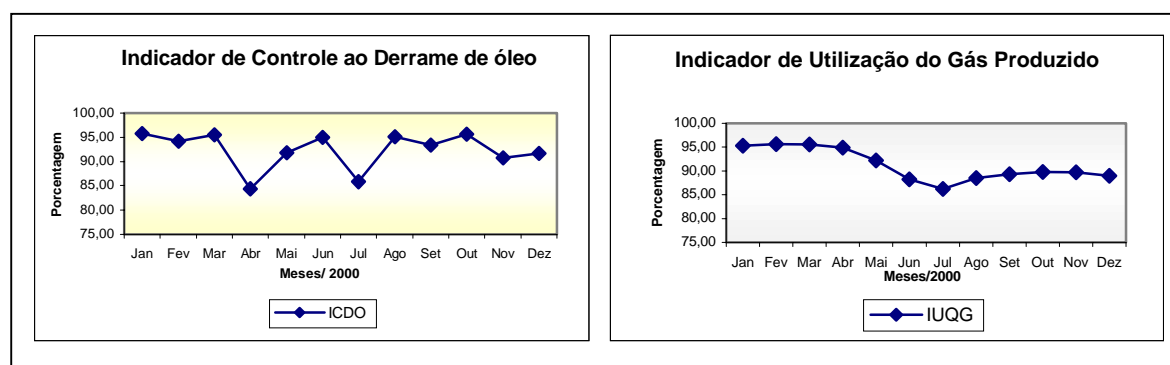 Indicador de Controle ao Derrame de óleo
Porcentagem
100,00
95,00
90,00
85,00
80,00
75,00
Jan Fev Mar Abr Mai Jun Jul Ago Set Out Nov Dez
Meses/ 2000
ICDO
Indicador de Utilização do Gás Produzido
Porcentagem
100,00
95,00
90,00
85,00
80,00
75,00
Jan Fev Mar Abr Mai Jun Jul Ago Set Out Nov Dez
Meses/2000
IUQG